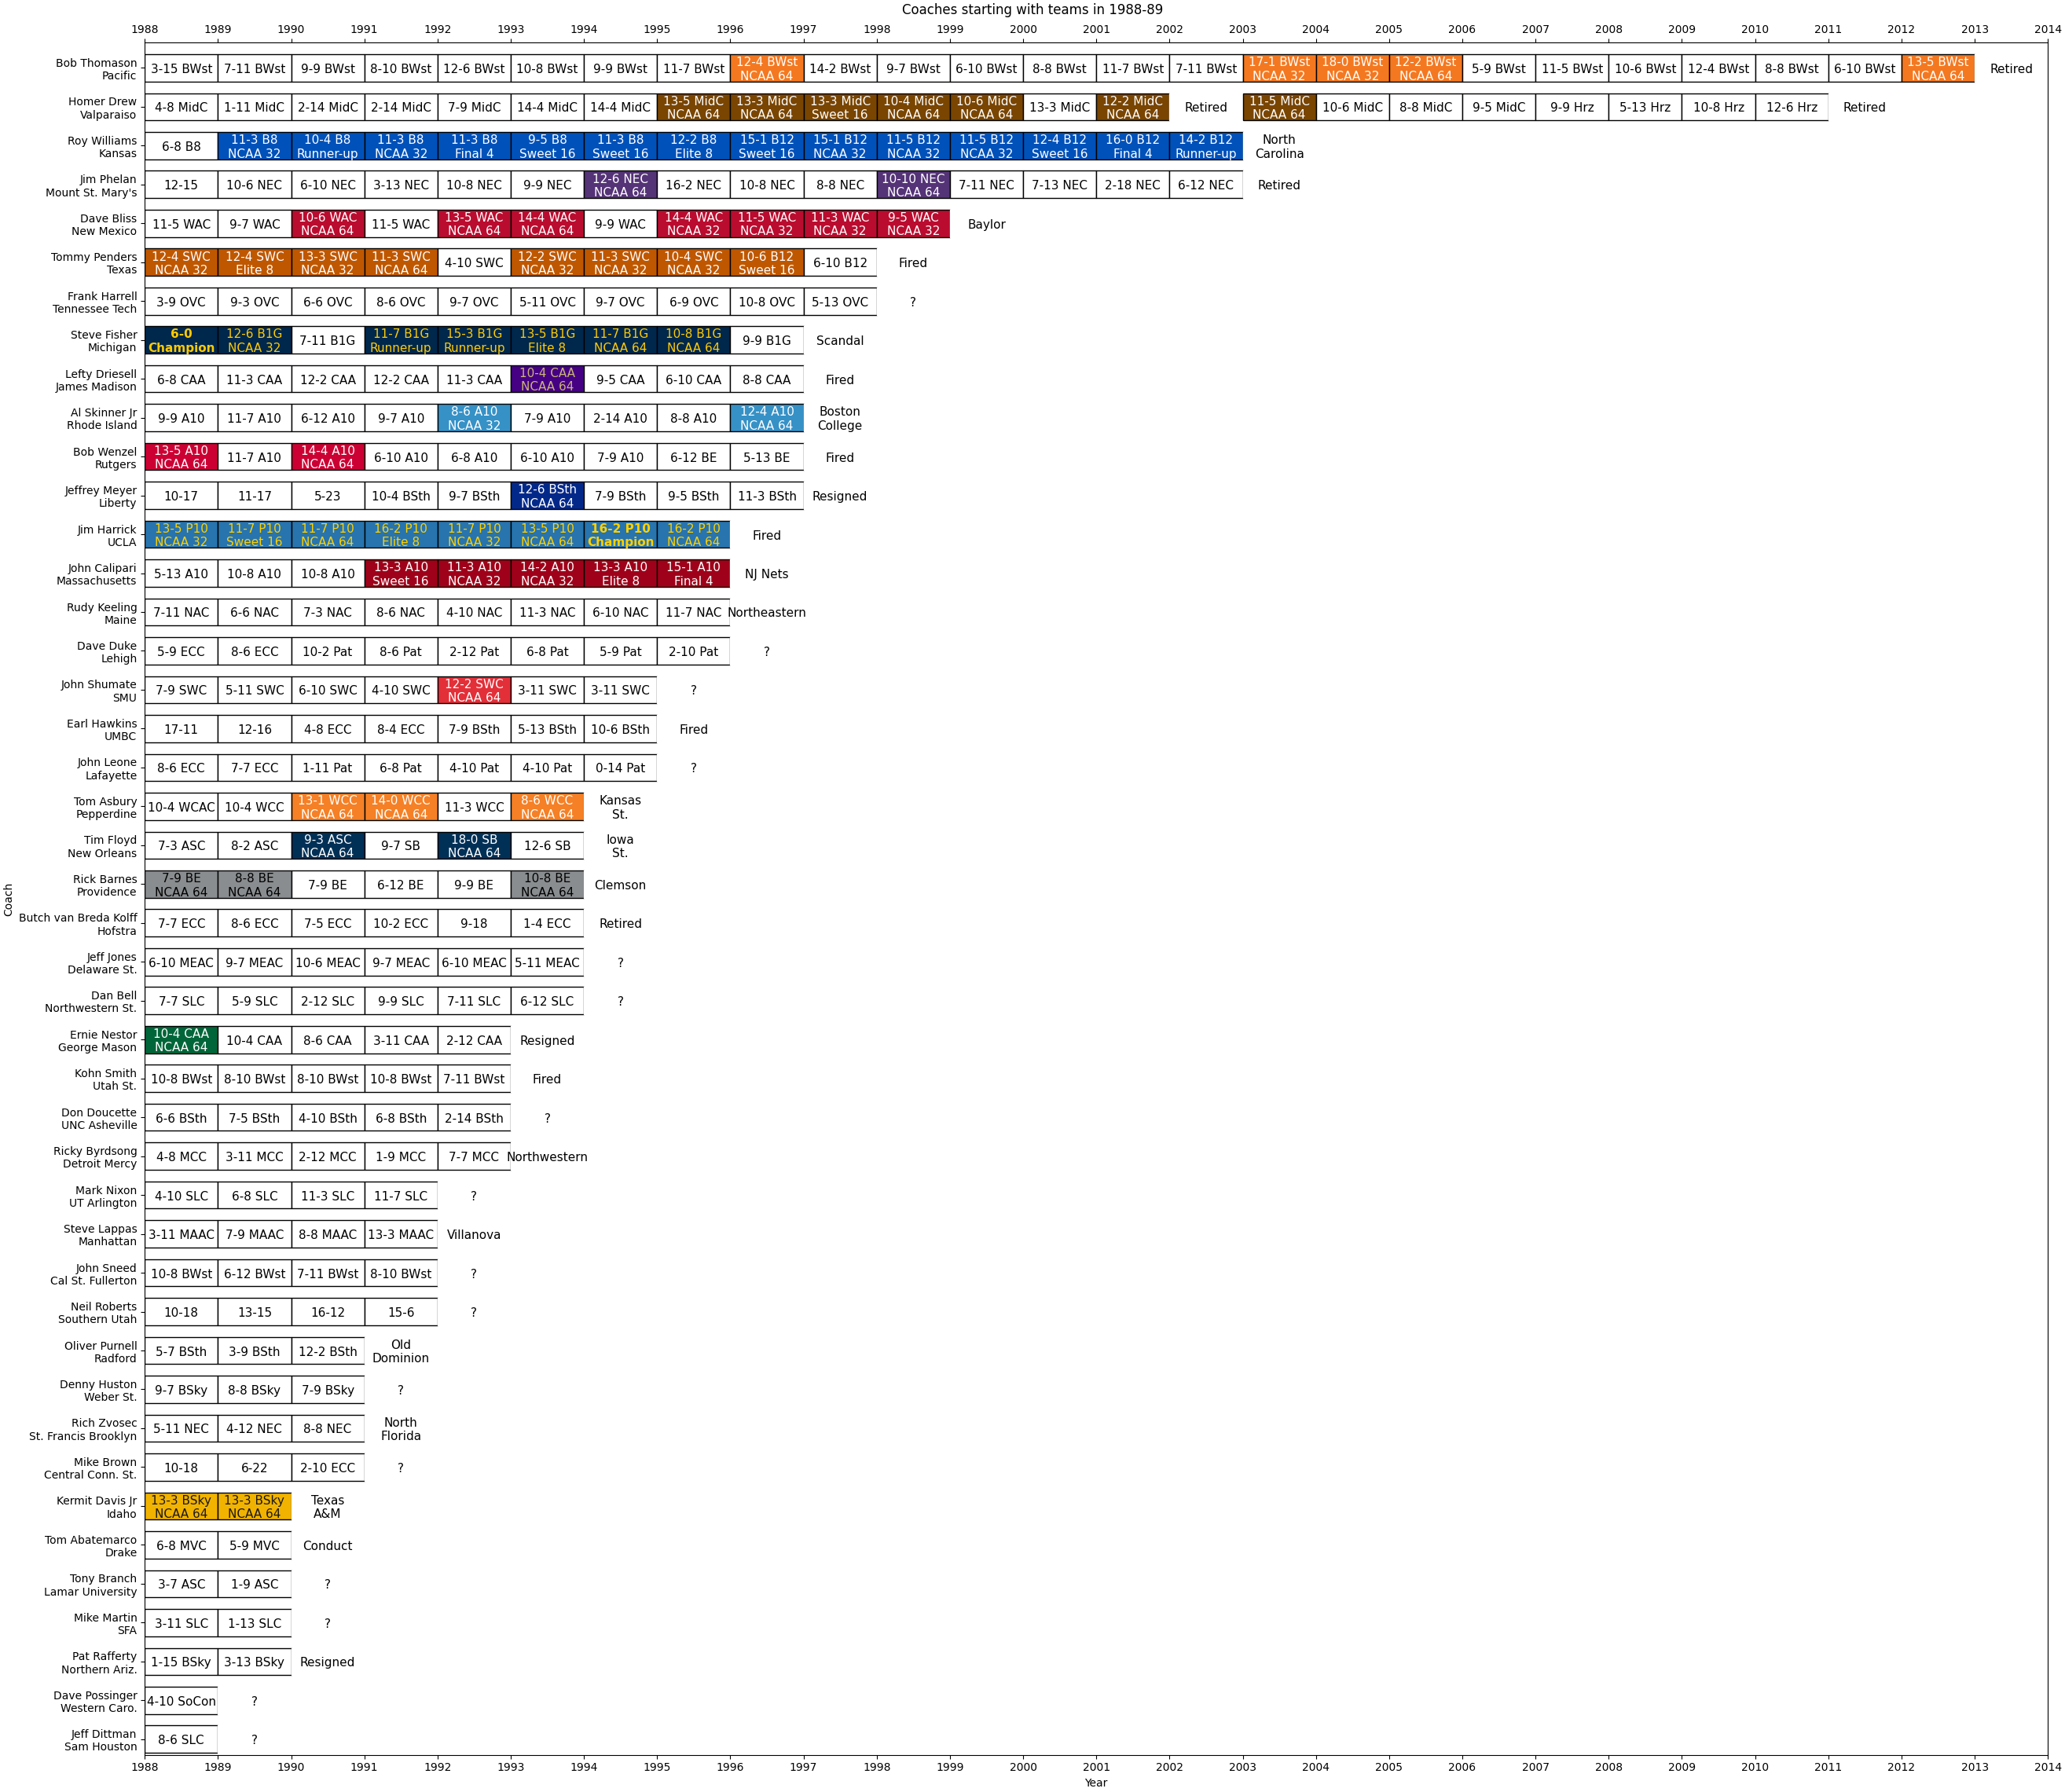 Coaches starting with teams in 1988-89
1988 1989 1990 1991 1992 1993 1994 1995 1996 1997 1998 1999 2000 2001 2002 2003 2004 2005 2006 2007 2008 2009 2010 2011 2012 2013 2014
Bob Thomason
Pacific
3-15 BWst 7-11 BWst 9-9 BWst 8-10 BWst 12-6 BWst 10-8 BWst 9-9 BWst 11-7 BWst 12-4 BWst NCAA 64 14-2 BWst 9-7 BWst 6-10 BWst 8-8 BWst 11-7 BWst 7-11 BWst 17-1 BWst NCAA 32 18-0 BWst NCAA 32 12-2 BWst NCAA 64 5-9 BWst 11-5 BWst 10-6 BWst 12-4 BWst 8-8 BWst 6-10 BWst 13-5 BWst NCAA 64 Retired
Homer Drew
Valparaiso
4-8 MidC 1-11 MidC 2-14 MidC 2-14 MidC 7-9 MidC 14-4 MidC 14-4 MidC 13-5 MidC NCAA 64 13-3 MidC NCAA 64 13-3 MidC Sweet 16 10-4 MidC NCAA 64 10-6 MidC NCAA 64 13-3 MidC 12-2 MidC NCAA 64 Retired 11-5 MidC NCAA 64 10-6 MidC 8-8 MidC 9-5 MidC 9-9 Hrz 5-13 Hrz 10-8 Hrz 12-6 Hrz Retired
Roy Williams
Kansas
6-8 B8 11-3 B8 NCAA 32 10-4 B8 Runner-up 11-3 B8 NCAA 32 11-3 B8 Final 4 9-5 B8 Sweet 16 11-3 B8 Sweet 16 12-2 B8 Elite 8 15-1 B12 Sweet 16 15-1 B12 NCAA 32 11-5 B12 NCAA 32 11-5 B12 NCAA 32 12-4 B12 Sweet 16 16-0 B12 Final 4 14-2 B12 Runner-up North Carolina
Jim Phelan
Mount St. Mary's
12-15 10-6 NEC 6-10 NEC 3-13 NEC 10-8 NEC 9-9 NEC 12-6 NEC NCAA 64 16-2 NEC 10-8 NEC 8-8 NEC 10-10 NEC NCAA 64 7-11 NEC 7-13 NEC 2-18 NEC 6-12 NEC Retired
Dave Bliss
New Mexico
11-5 WAC 9-7 WAC 10-6 WAC NCAA 64 11-5 WAC 13-5 WAC NCAA 64 14-4 WAC NCAA 64 9-9 WAC 14-4 WAC NCAA 32 11-5 WAC NCAA 32 11-3 WAC NCAA 32 9-5 WAC NCAA 32 Baylor
Tommy Penders
Texas
12-4 SWC NCAA 32 12-4 SWC Elite 8 13-3 SWC NCAA 32 11-3 SWC NCAA 64 4-10 SWC 12-2 SWC NCAA 32 11-3 SWC NCAA 32 10-4 SWC NCAA 32 10-6 B12 Sweet 16 6-10 B12 Fired
Frank Harrell
Tennessee Tech
3-9 OVC 9-3 OVC 6-6 OVC 8-6 OVC 9-7 OVC 5-11 OVC 9-7 OVC 6-9 OVC 10-8 OVC 5-13 OVC ?
Steve Fisher
Michigan
6-0 Champion 12-6 B1G NCAA 32 7-11 B1G 11-7 B1G Runner-up 15-3 B1G Runner-up 13-5 B1G Elite 8 11-7 B1G NCAA 64 10-8 B1G NCAA 64 9-9 B1G Scandal
Lefty Driesell
James Madison
6-8 CAA 11-3 CAA 12-2 CAA 12-2 CAA 11-3 CAA 10-4 CAA NCAA 64 9-5 CAA 6-10 CAA 8-8 CAA Fired
Al Skinner Jr
Rhode Island
9-9 A10 11-7 A10 6-12 A10 9-7 A10 8-6 A10 NCAA 32 7-9 A10 2-14 A10 8-8 A10 12-4 A10 NCAA 64 Boston College
Bob Wenzel
Rutgers
13-5 A10 NCAA 64 11-7 A10 14-4 A10 NCAA 64 6-10 A10 6-8 A10 6-10 A10 7-9 A10 6-12 BE 5-13 BE Fired
Jeffrey Meyer
Liberty
10-17 11-17 5-23 10-4 BSth 9-7 BSth 12-6 BSth NCAA 64 7-9 BSth 9-5 BSth 11-3 BSth Resigned
Jim Harrick
UCLA
13-5 P10 NCAA 32 11-7 P10 Sweet 16 11-7 P10 NCAA 64 16-2 P10 Elite 8 11-7 P10 NCAA 32 13-5 P10 NCAA 64 16-2 P10 Champion 16-2 P10 NCAA 64 Fired
John Calipari
Massachusetts
5-13 A10 10-8 A10 10-8 A10 13-3 A10 Sweet 16 11-3 A10 NCAA 32 14-2 A10 NCAA 32 13-3 A10 Elite 8 15-1 A10 Final 4 NJ Nets
Rudy Keeling
Maine
7-11 NAC 6-6 NAC 7-3 NAC 8-6 NAC 4-10 NAC 11-3 NAC 6-10 NAC 11-7 NAC Northeastern
Dave Duke
Lehigh
5-9 ECC 8-6 ECC 10-2 Pat 8-6 Pat 2-12 Pat 6-8 Pat 5-9 Pat 2-10 Pat ?
John Shumate
SMU
7-9 SWC 5-11 SWC 6-10 SWC 4-10 SWC 12-2 SWC NCAA 64 3-11 SWC 3-11 SWC ?
Earl Hawkins
UMBC
17-11 12-16 4-8 ECC 8-4 ECC 7-9 BSth 5-13 BSth 10-6 BSth Fired
John Leone
Lafayette
8-6 ECC 7-7 ECC 1-11 Pat 6-8 Pat 4-10 Pat 4-10 Pat 0-14 Pat ?
Tom Asbury
Pepperdine
10-4 WCAC 10-4 WCC 13-1 WCC NCAA 64 14-0 WCC NCAA 64 11-3 WCC 8-6 WCC NCAA 64 Kansas St.
Tim Floyd
New Orleans
7-3 ASC 8-2 ASC 9-3 ASC NCAA 64 9-7 SB 18-0 SB NCAA 64 12-6 SB Iowa St.
Rick Barnes
Providence
7-9 BE NCAA 64 8-8 BE NCAA 64 7-9 BE 6-12 BE 9-9 BE 10-8 BE NCAA 64 Clemson
Butch van Breda Kolff
Hofstra
7-7 ECC 8-6 ECC 7-5 ECC 10-2 ECC 9-18 1-4 ECC Retired
Jeff Jones
Delaware St.
6-10 MEAC 9-7 MEAC 10-6 MEAC 9-7 MEAC 6-10 MEAC 5-11 MEAC ?
Dan Bell
Northwestern St.
7-7 SLC 5-9 SLC 2-12 SLC 9-9 SLC 7-11 SLC 6-12 SLC ?
Ernie Nestor
George Mason
10-4 CAA NCAA 64 10-4 CAA 8-6 CAA 3-11 CAA 2-12 CAA Resigned
Kohn Smith
Utah St.
10-8 BWst 8-10 BWst 8-10 BWst 10-8 BWst 7-11 BWst Fired
Don Doucette
UNC Asheville
6-6 BSth 7-5 BSth 4-10 BSth 6-8 BSth 2-14 BSth ?
Ricky Byrdsong
Detroit Mercy
4-8 MCC 3-11 MCC 2-12 MCC 1-9 MCC 7-7 MCC Northwestern
Mark Nixon
UT Arlington
4-10 SLC 6-8 SLC 11-3 SLC 11-7 SLC ?
Steve Lappas
Manhattan
3-11 MAAC 7-9 MAAC 8-8 MAAC 13-3 MAAC Villanova
John Sneed
Cal St. Fullerton
10-8 BWst 6-12 BWst 7-11 BWst 8-10 BWst ?
Neil Roberts
Southern Utah
10-18 13-15 16-12 15-6 ?
Oliver Purnell
Radford
5-7 BSth 3-9 BSth 12-2 BSth Old Dominion
Denny Huston
Weber St.
9-7 BSky 8-8 BSky 7-9 BSky ?
Rich Zvosec
St. Francis Brooklyn
5-11 NEC 4-12 NEC 8-8 NEC North Florida
Mike Brown
Central Conn. St.
10-18 6-22 2-10 ECC ?
Kermit Davis Jr
Idaho
13-3 BSky NCAA 64 13-3 BSky NCAA 64 Texas A&M
Tom Abatemarco
Drake
6-8 MVC 5-9 MVC Conduct
Tony Branch
Lamar University
3-7 ASC 1-9 ASC ?
Mike Martin
SFA
3-11 SLC 1-13 SLC ?
Pat Rafferty
Northern Ariz.
1-15 BSky 3-13 BSky Resigned
Dave Possinger
Western Caro.
4-10 SoCon ?
Jeff Dittman
Sam Houston
8-6 SLC ?
Coach
1988 1989 1990 1991 1992 1993 1994 1995 1996 1997 1998 1999 2000 2001 2002 2003 2004 2005 2006 2007 2008 2009 2010 2011 2012 2013 2014
Year